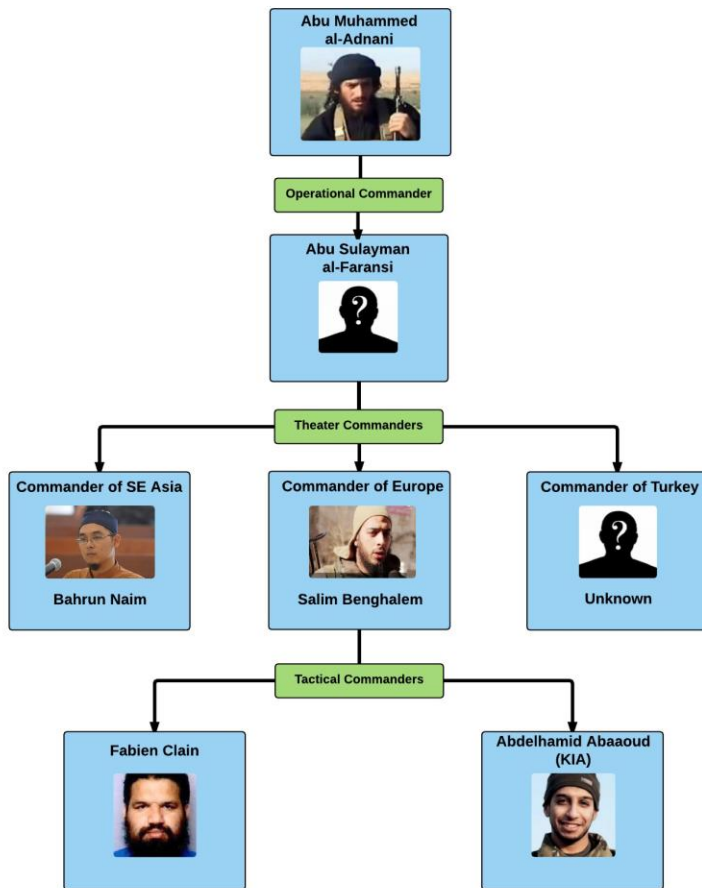 Abu Muhammed
al-Adnani
Operational Commander
Abu Sulayman
al-Faransi
?
Theater Commanders
Commander of SE Asia
Bahrun Naim
Commander of Europe
Salim Benghalem
Commander of Turkey
?
Unknown
Tactical Commanders
Fabien Clain
Abdelhamid Abaaoud
(KIA)